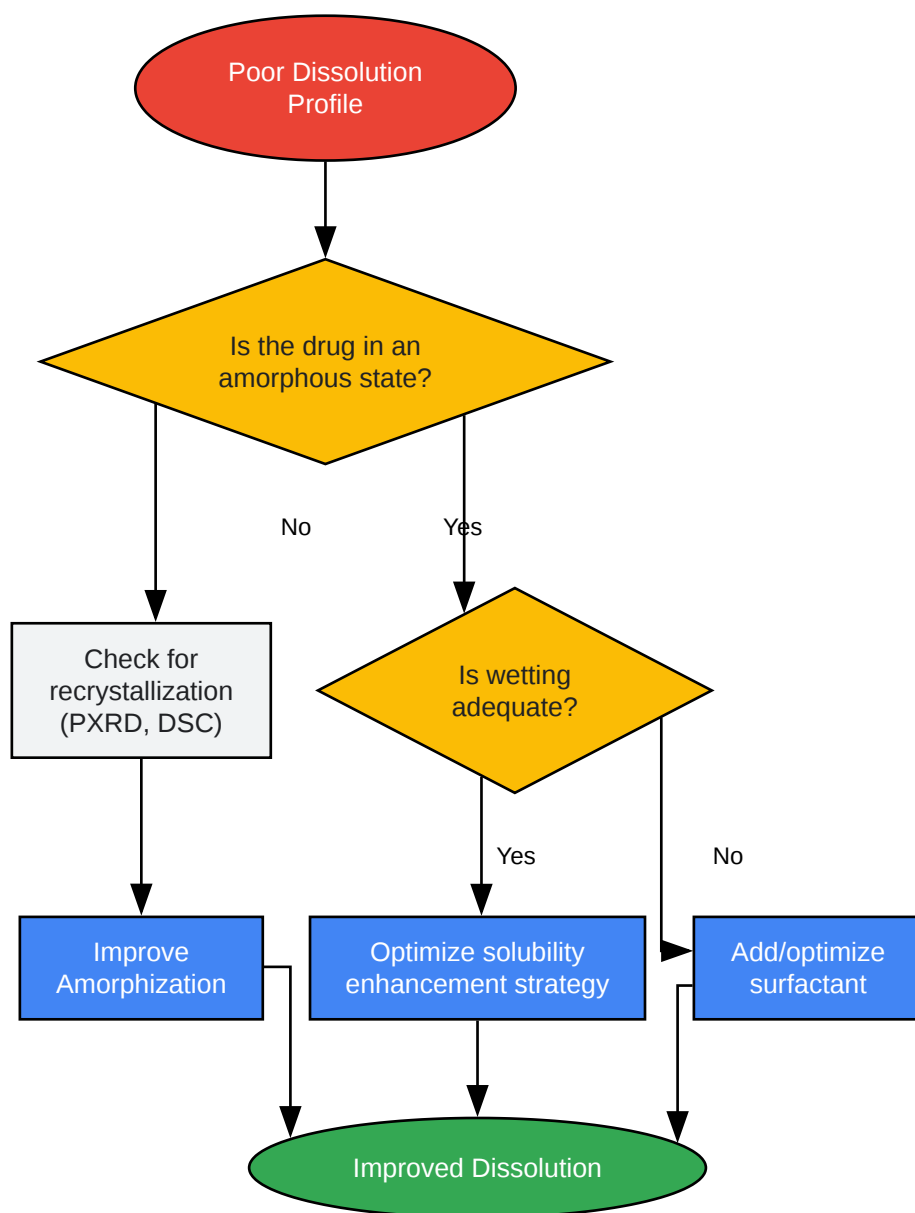 Poor Dissolution
Profile
Is the drug in an
amorphous state?
No
Yes
Check for
recrystallization
(PXRD, DSC)
Is wetting
adequate?
Yes
No
Improve
Amorphization
Optimize solubility
enhancement strategy
Add/optimize
surfactant
Improved Dissolution